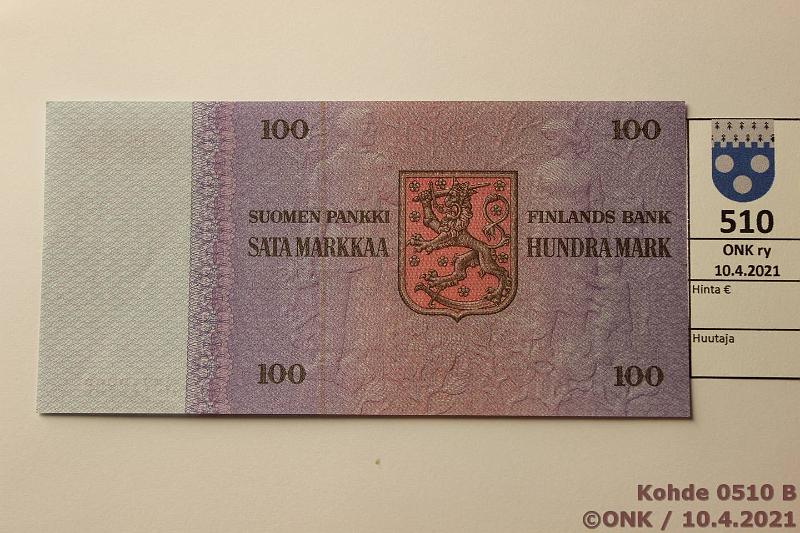 100 100
SUOMEN PANKKI FINLANDS BANK
SATA MARKKAA HUNDRA MARK
100 100
510
ONK ry
10.4.2021
Hinta €
Huutaja
Kohde 0510 B
©ONK / 10.4.2021